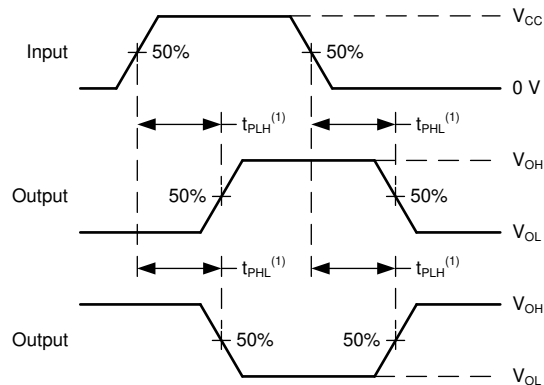 V_CC
Input
50%
50%
0 V
t_PLH^(1)
t_PHL^(1)
V_OH
Output
50%
50%
V_OL
t_PHL^(1)
t_PLH^(1)
V_OH
Output
50%
50%
V_OL